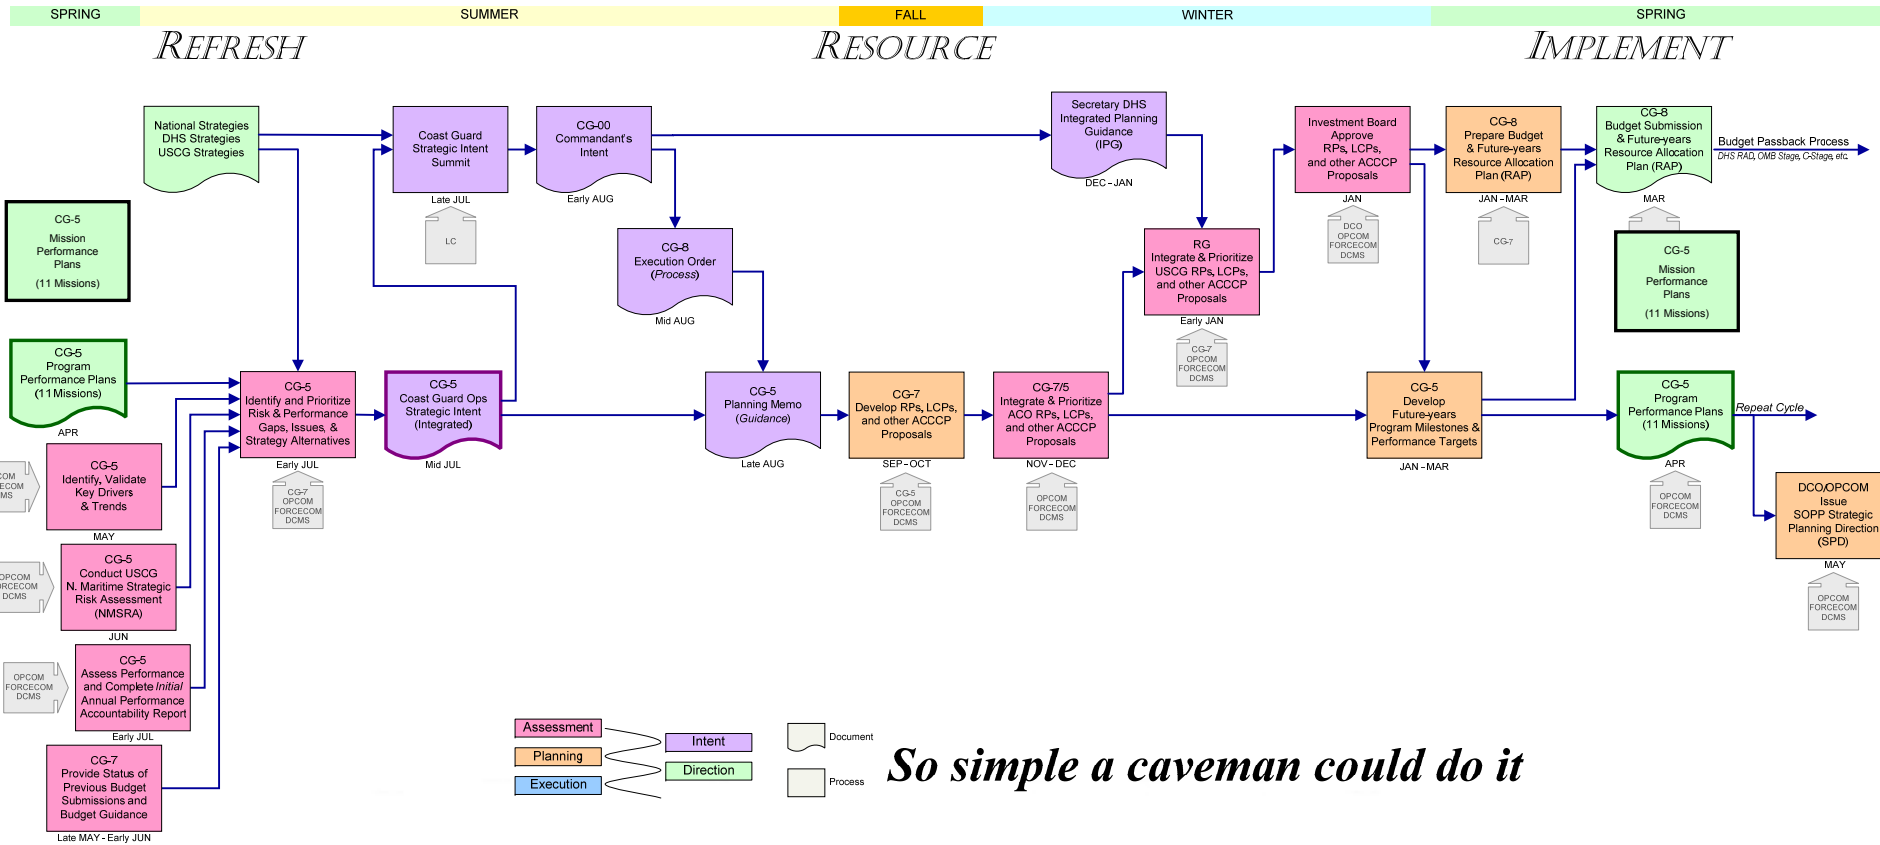 SPRING
SUMMER
FALL
WINTER
SPRING
REFRESH
RESOURCE
IMPLEMENT
National Strategies
DHS Strategies
USCG Strategies
Coast Guard
Strategic Intent
Summit
Late JUL
LC
CG-00
Commandant's
Intent
Early AUG
Secretary DHS
Integrated Planning
Guidance
(IPG)
DEC-JAN
Investment Board
Approve
RPs, LCPs,
and other ACCCP
Proposals
JAN
DCO
OPCOM
FORCECOM
DCMS
CG-8
Prepare Budget
& Future-years
Resource Allocation
Plan (RAP)
JAN-MAR
CG-7
CG-8
Budget Submission
& Future-years
Resource Allocation
Plan (RAP)
MAR
Budget Passback Process
DHS RAD, OMB Stage, C-Stage, etc.
CG-5
Mission
Performance
Plans
(11 Missions)
CG-8
Execution Order
(Process)
Mid AUG
RG
Integrate & Prioritize
USCG RPs, LCPs,
and other ACCCP
Proposals
Early JAN
CG-7
OPCOM
FORCECOM
DCMS
CG-5
Mission
Performance
Plans
(11 Missions)
CG-5
Program
Performance Plans
(11 Missions)
APR
CG-5
Identify and Prioritize
Risk & Performance
Gaps, Issues, &
Strategy Alternatives
Early JUL
CG-7
OPCOM
FORCECOM
DCMS
CG-5
Coast Guard Ops
Strategic Intent
(Integrated)
Mid JUL
CG-5
Planning Memo
(Guidance)
Late AUG
CG-7
Develop RPs, LCPs,
and other ACCCP
Proposals
SEP-OCT
CG-5
OPCOM
FORCECOM
DCMS
CG-7/5
Integrate & Prioritize
ACO RPs, LCPs,
and other ACCCP
Proposals
NOV-DEC
OPCOM
FORCECOM
DCMS
CG-5
Develop
Future-years
Program Milestones &
Performance Targets
JAN-MAR
CG-5
Program
Performance Plans
(11 Missions)
APR
OPCOM
FORCECOM
DCMS
Repeat Cycle
DCO/OPCOM
Issue
SOPP Strategic
Planning Direction
(SPD)
MAY
OPCOM
FORCECOM
DCMS
COM
ECOM
MS
CG-5
Identify, Validate
Key Drivers
& Trends
MAY
OPCOM
ORCECOM
DCMS
CG-5
Conduct USCG
N. Maritime Strategic
Risk Assessment
(NMSRA)
JUN
OPCOM
FORCECOM
DCMS
CG-5
Assess Performance
and Complete Initial
Annual Performance
Accountability Report
Early JUL
CG-7
Provide Status of
Previous Budget
Submissions and
Budget Guidance
Late MAY-Early JUN
Assessment
Planning
Execution
Intent
Direction
Document
Process
So simple a caveman could do it